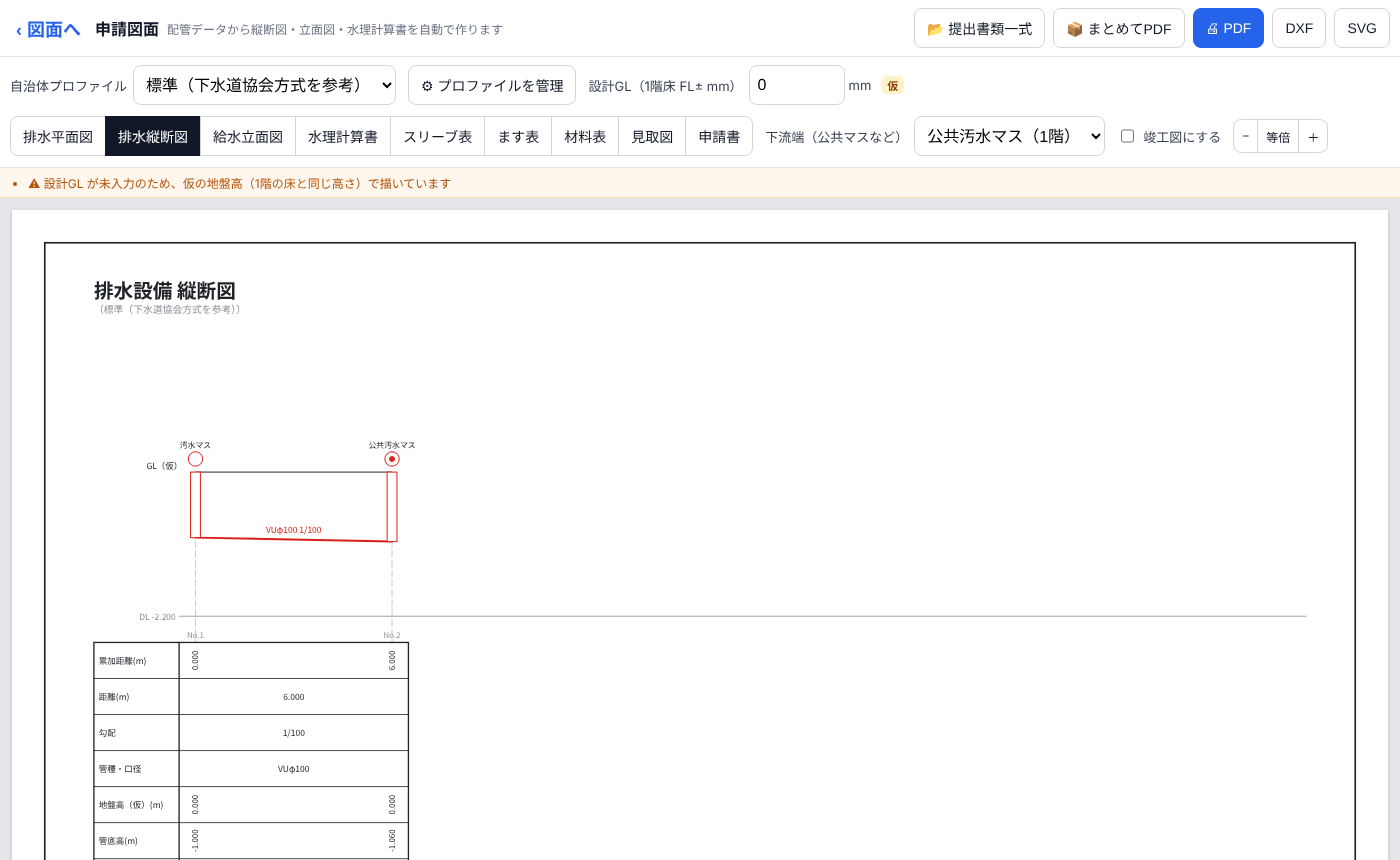 ‹ 図面へ 申請図面 配管データから縦断図・立面図・水理計算書を自動で作ります 📂 提出書類一式 📦 まとめてPDF 🖨 PDF DXF SVG
自治体プロファイル 標準（下水道協会方式を参考） ⚙ プロファイルを管理 設計GL（1階床 FL± mm） 0 mm 仮
排水平面図 排水縦断図 給水立面図 水理計算書 スリーブ表 ます表 材料表 見取図 申請書 下流端（公共マスなど） 公共汚水マス（1階） 竣工図にする − 等倍 ＋
• ⚠ 設計GL が未入力のため、仮の地盤高（1階の床と同じ高さ）で描いています
排水設備 縦断図
（標準（下水道協会方式を参考））
汚水マス 公共汚水マス
GL（仮）
VUφ100 1/100
DL -2.200
No.1 No.2
累加距離(m) 0.000 6.000
距離(m) 6.000
勾配 1/100
管種・口径 VUφ100
地盤高（仮）(m) 0.000 0.000
管底高(m) -1.000 -1.060